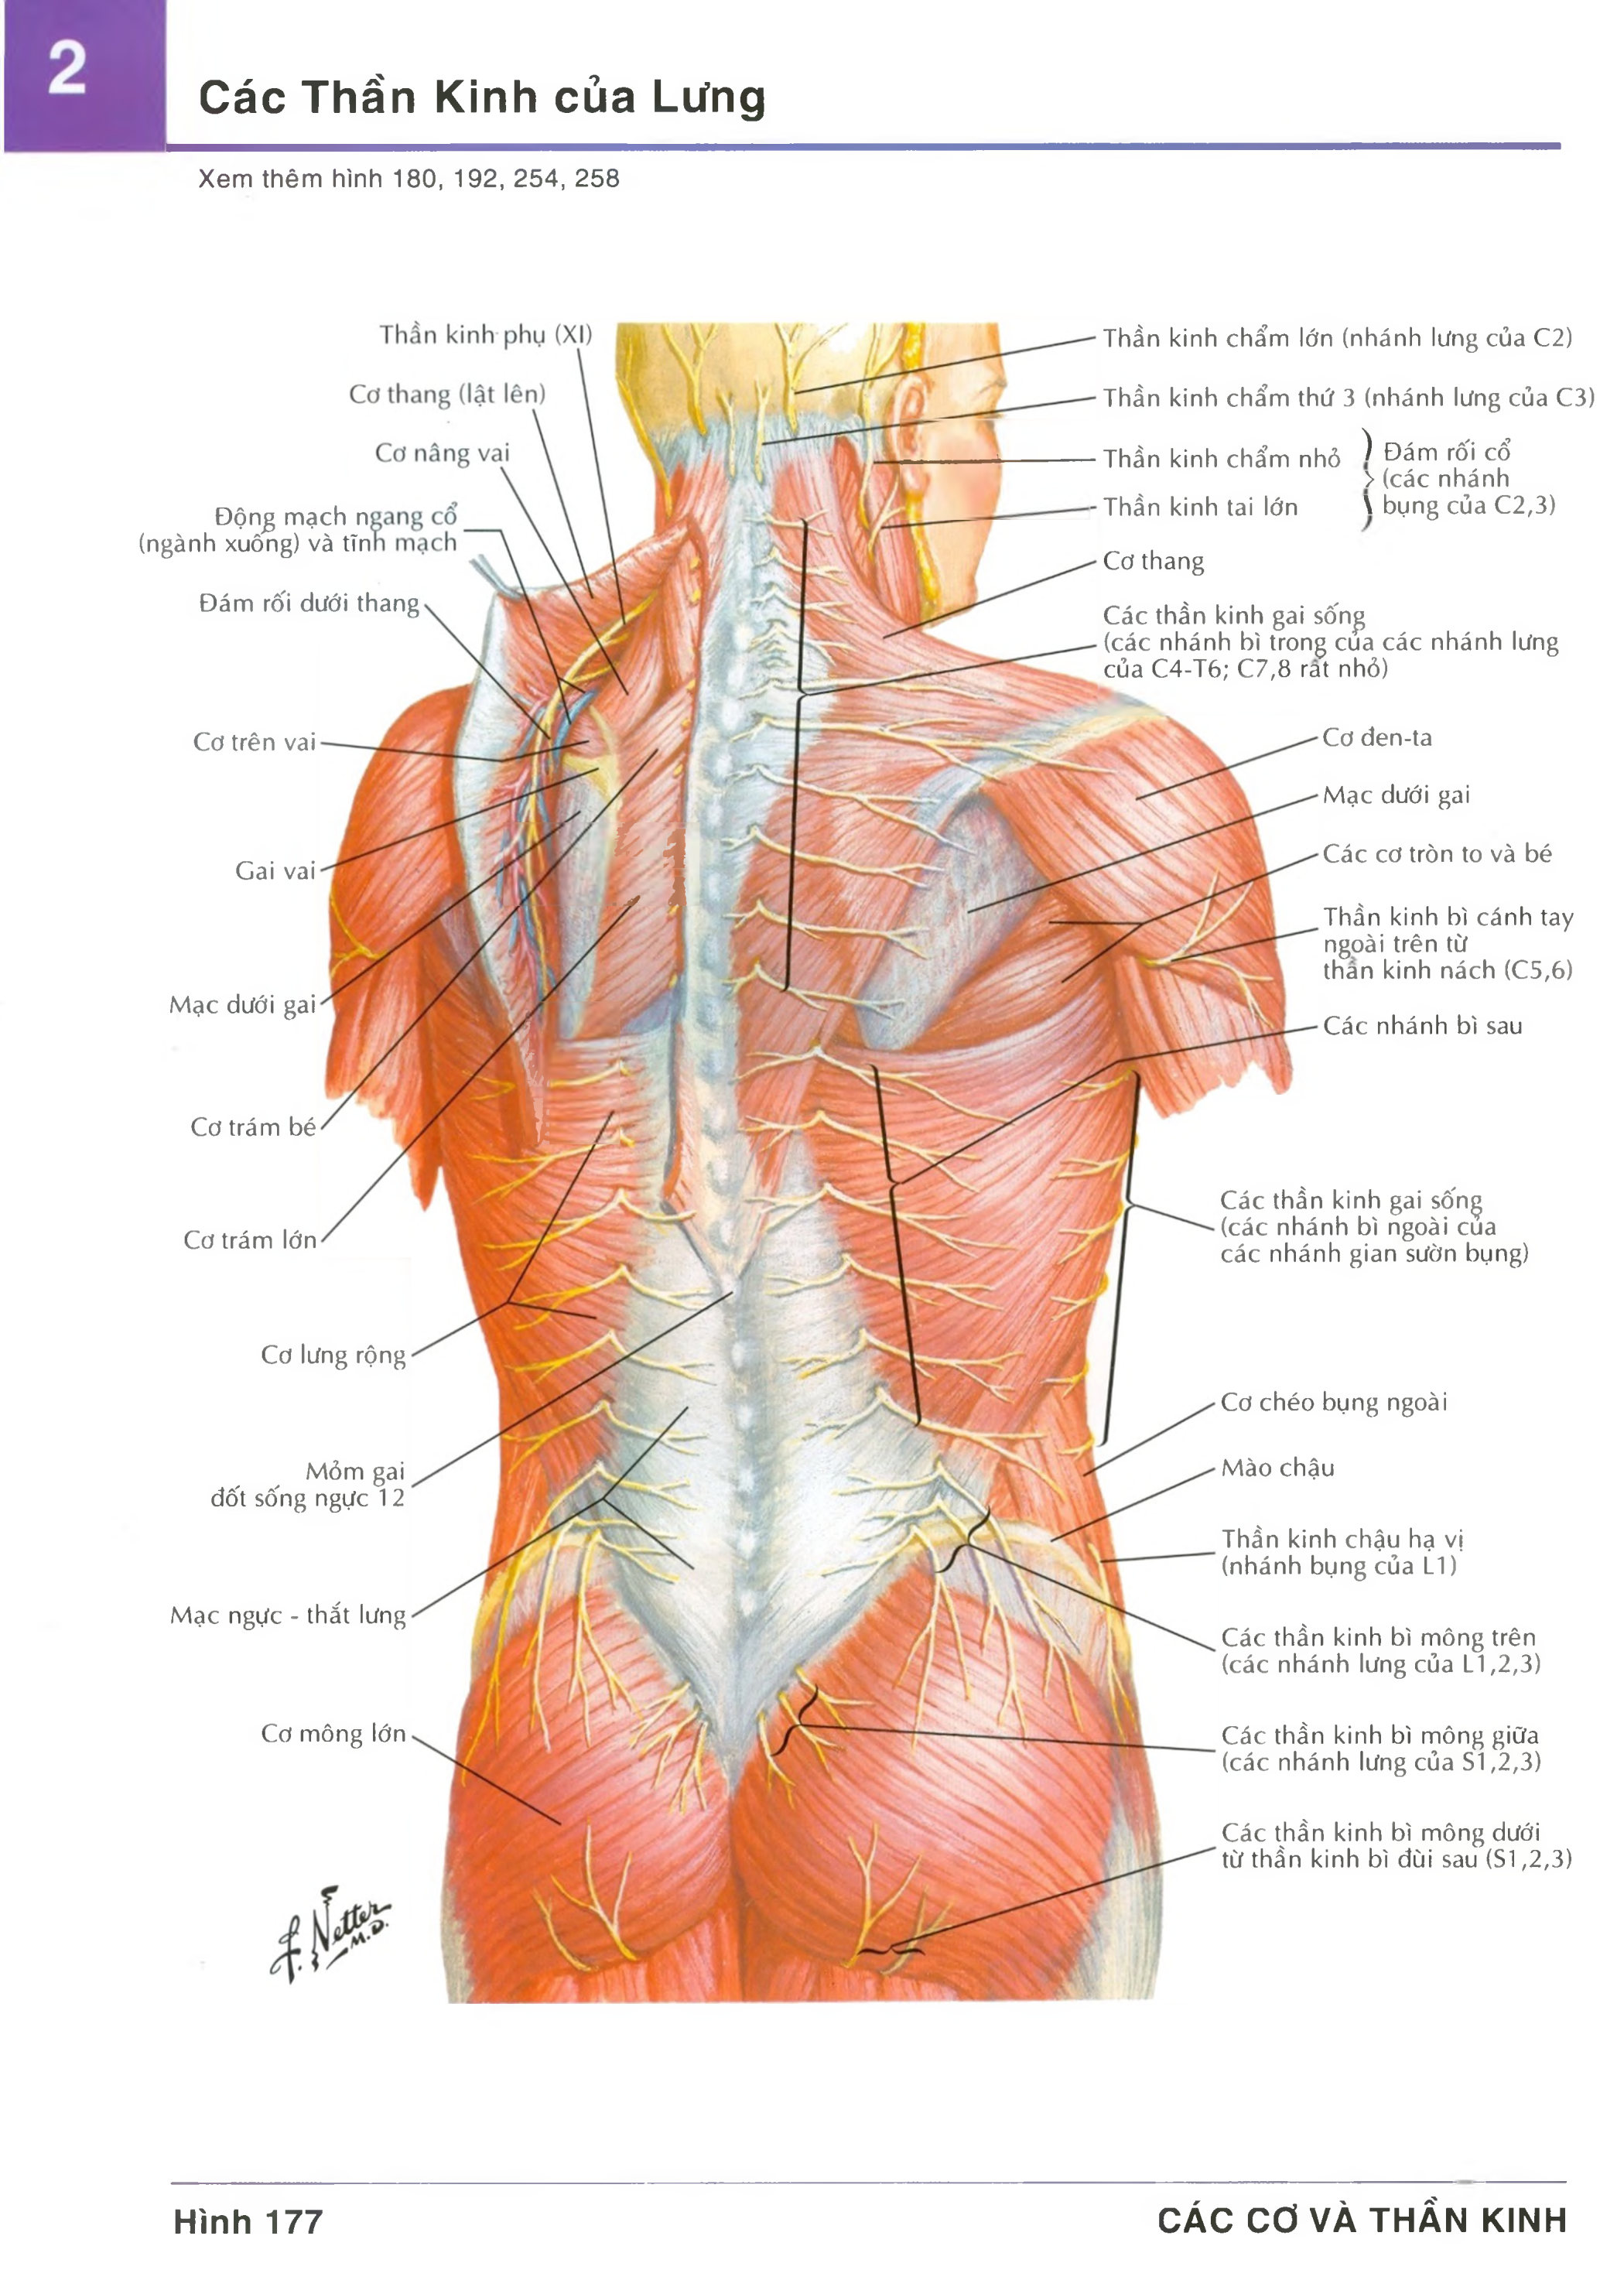 2
Các Thần Kinh của Lưng
Xem thêm hình 180, 192, 254, 258
Thần kinh phụ (XI)
Cơ thang (lật lên)
Cơ nâng vai
Động mạch ngang cổ
(ngành xuống) và tĩnh mạch
Đám rối dưới thang
Cơ trên vai
Gai vai
Mạc dưới gai
Cơ trám bé
Cơ trám lớn
Cơ lưng rộng
Mỏm gai
đốt sống ngực 12
Mạc ngực - thắt lưng
Cơ mông lớn
Thần kinh chẩm lớn (nhánh lưng của C2)
Thần kinh chẩm thứ 3 (nhánh lưng của C3)
Thần kinh chẩm nhỏ
Thần kinh tai lớn
Đám rối cổ
(các nhánh
bụng của C2,3)
Cơ thang
Các thần kinh gai sống
(các nhánh bì trong của các nhánh lưng
của C4-T6; C7,8 rất nhỏ)
Cơ đen-ta
Mạc dưới gai
Các cơ tròn to và bé
Thần kinh bì cánh tay
ngoài trên từ
thần kinh nách (C5,6)
Các nhánh bì sau
Các thần kinh gai sống
(các nhánh bì ngoài của
các nhánh gian sườn bụng)
Cơ chéo bụng ngoài
Mào chậu
Thần kinh chậu hạ vị
(nhánh bụng của L1)
Các thần kinh bì mông trên
(các nhánh lưng của L1,2,3)
Các thần kinh bì mông giữa
(các nhánh lưng của S1,2,3)
Các thần kinh bì mông dưới
từ thần kinh bì đùi sau (S1,2,3)
F. Netter
M.D.
Hình 177
CÁC CƠ VÀ THẦN KINH